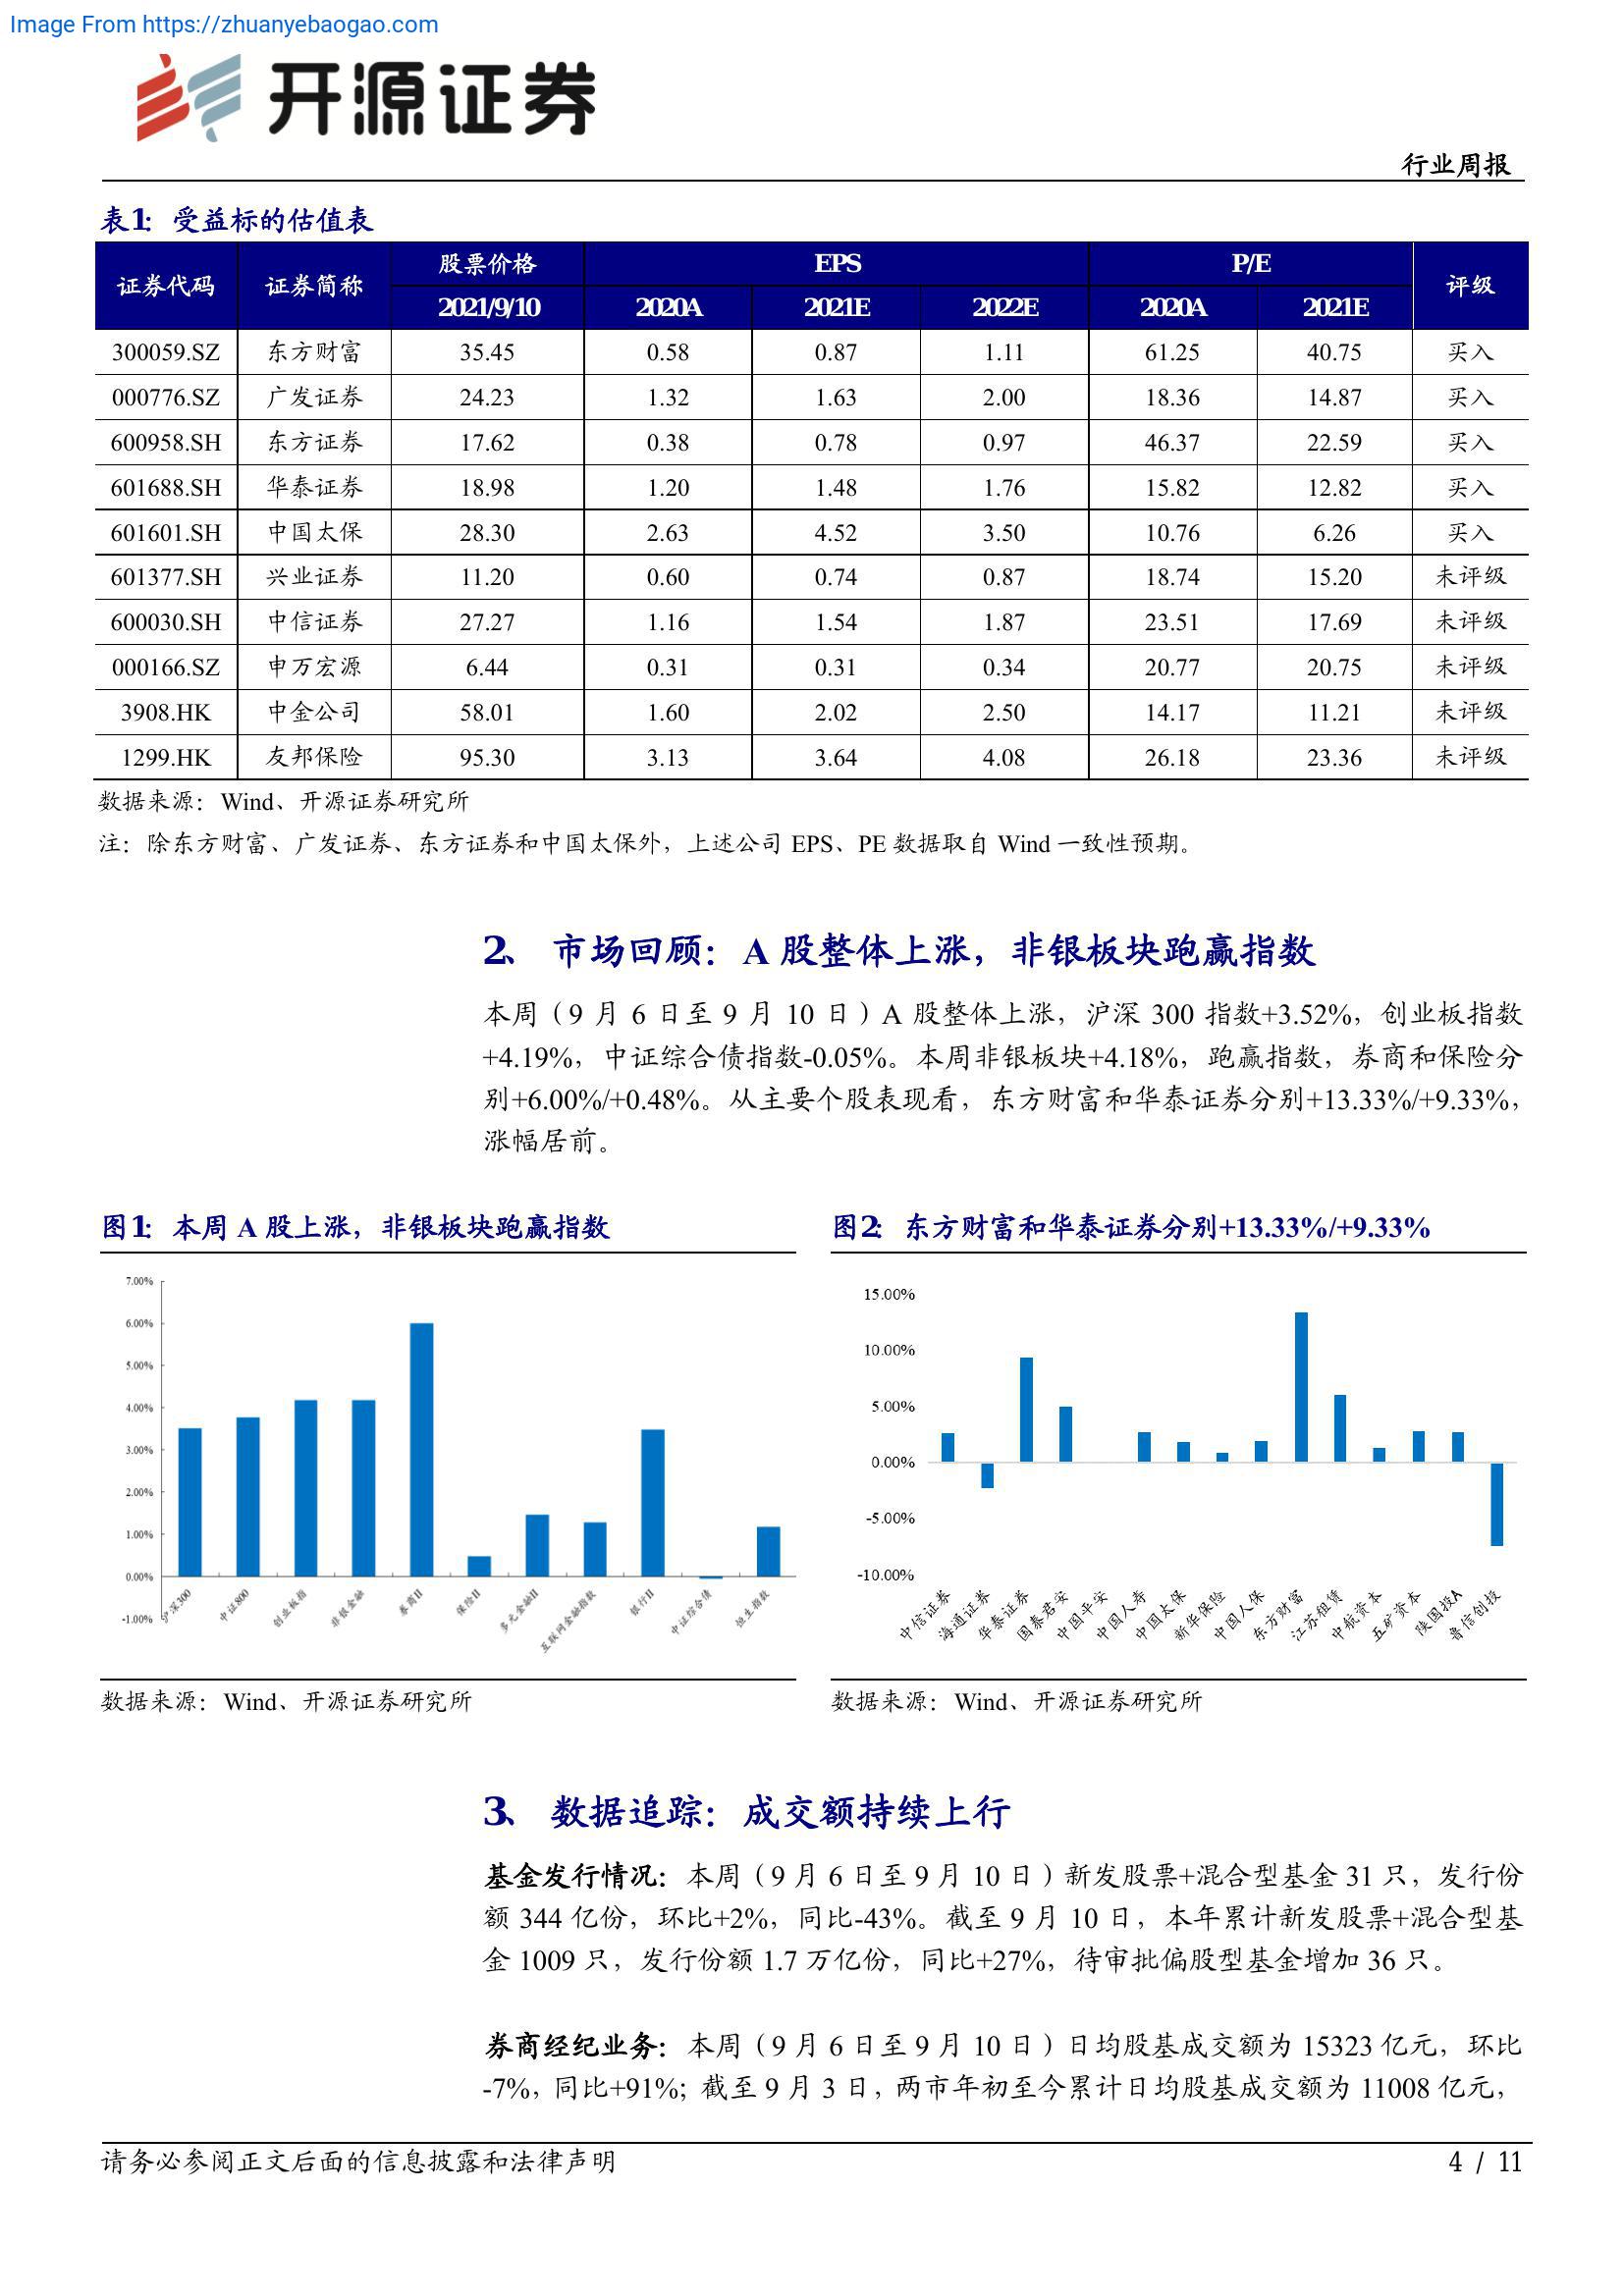 Image From https://zhuanyebaogao.com
开源证券
行业周报
表1：受益标的估值表
证券代码 证券简称 股票价格 EPS P/E 评级
2021/9/10 2020A 2021E 2022E 2020A 2021E
300059.SZ 东方财富 35.45 0.58 0.87 1.11 61.25 40.75 买入
000776.SZ 广发证券 24.23 1.32 1.63 2.00 18.36 14.87 买入
600958.SH 东方证券 17.62 0.38 0.78 0.97 46.37 22.59 买入
601688.SH 华泰证券 18.98 1.20 1.48 1.76 15.82 12.82 买入
601601.SH 中国太保 28.30 2.63 4.52 3.50 10.76 6.26 买入
601377.SH 兴业证券 11.20 0.60 0.74 0.87 18.74 15.20 未评级
600030.SH 中信证券 27.27 1.16 1.54 1.87 23.51 17.69 未评级
000166.SZ 申万宏源 6.44 0.31 0.31 0.34 20.77 20.75 未评级
3908.HK 中金公司 58.01 1.60 2.02 2.50 14.17 11.21 未评级
1299.HK 友邦保险 95.30 3.13 3.64 4.08 26.18 23.36 未评级
数据来源：Wind、开源证券研究所
注：除东方财富、广发证券、东方证券和中国太保外，上述公司 EPS、PE 数据取自 Wind 一致性预期。
2、 市场回顾：A 股整体上涨，非银板块跑赢指数
本周（9 月 6 日至 9 月 10 日）A 股整体上涨，沪深 300 指数+3.52%，创业板指数
+4.19%，中证综合债指数-0.05%。本周非银板块+4.18%，跑赢指数，券商和保险分
别+6.00%/+0.48%。从主要个股表现看，东方财富和华泰证券分别+13.33%/+9.33%，
涨幅居前。
图1：本周 A 股上涨，非银板块跑赢指数
7.00%
6.00%
5.00%
4.00%
3.00%
2.00%
1.00%
0.00%
-1.00%
沪深300 中证800 创业板指 非银金融 券商II 保险II 多元金融II 互联网金融指数 银行II 中证综合债 恒生指数
数据来源：Wind、开源证券研究所
图2：东方财富和华泰证券分别+13.33%/+9.33%
15.00%
10.00%
5.00%
0.00%
-5.00%
-10.00%
中信证券 海通证券 华泰证券 国泰君安 中国平安 中国人寿 中国太保 新华保险 中国人保 东方财富 江苏租赁 中航资本 五矿资本 陕国投A 鲁信创投
数据来源：Wind、开源证券研究所
3、 数据追踪：成交额持续上行
基金发行情况：本周（9 月 6 日至 9 月 10 日）新发股票+混合型基金 31 只，发行份
额 344 亿份，环比+2%，同比-43%。截至 9 月 10 日，本年累计新发股票+混合型基
金 1009 只，发行份额 1.7 万亿份，同比+27%，待审批偏股型基金增加 36 只。
券商经纪业务：本周（9 月 6 日至 9 月 10 日）日均股基成交额为 15323 亿元，环比
-7%，同比+91%；截至 9 月 3 日，两市年初至今累计日均股基成交额为 11008 亿元，
请务必参阅正文后面的信息披露和法律声明
4 / 11